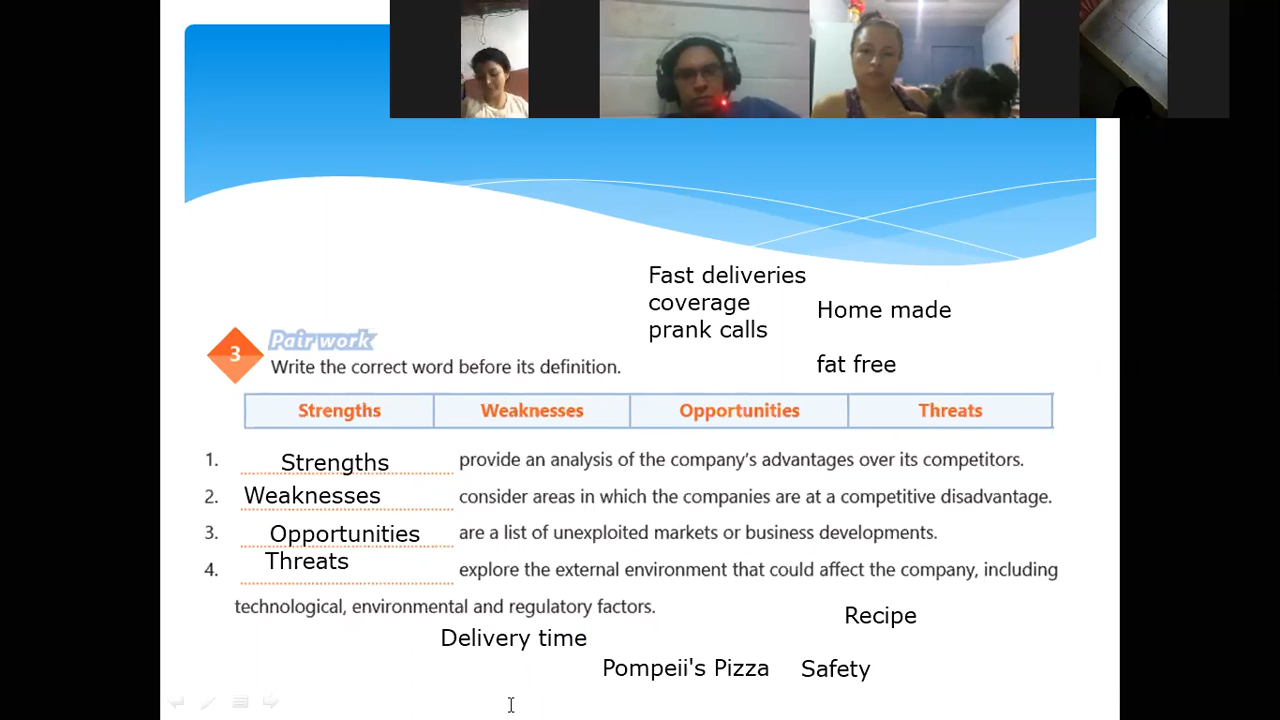 Fast deliveries
coverage
prank calls
Home made
fat free
3
Pair work
Write the correct word before its definition.
Strengths Weaknesses Opportunities Threats
1. Strengths provide an analysis of the company's advantages over its competitors.
2. Weaknesses consider areas in which the companies are at a competitive disadvantage.
3. Opportunities are a list of unexploited markets or business developments.
4. Threats explore the external environment that could affect the company, including
technological, environmental and regulatory factors.
Recipe
Delivery time
Pompeii's Pizza
Safety